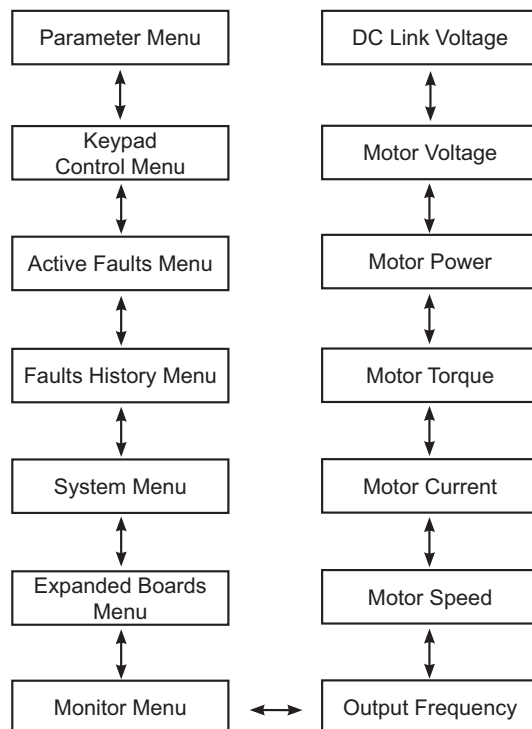 Parameter Menu
Keypad
Control Menu
Active Faults Menu
Faults History Menu
System Menu
Expanded Boards
Menu
Monitor Menu
DC Link Voltage
Motor Voltage
Motor Power
Motor Torque
Motor Current
Motor Speed
Output Frequency